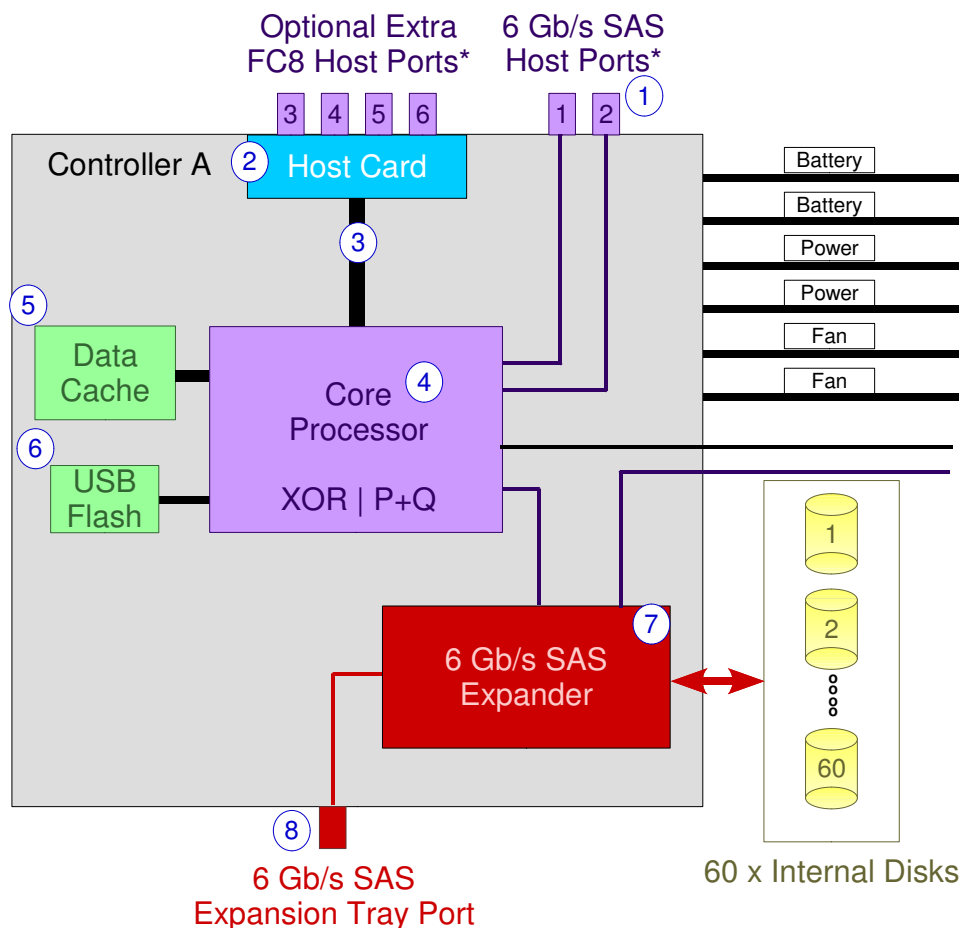 Optional Extra
FC8 Host Ports*
6 Gb/s SAS
Host Ports*
1
3
4
5
6
1
2
Controller A
2
Host Card
3
Battery
Battery
Power
Power
Fan
Fan
5
Data
Cache
4
Core
Processor
XOR | P+Q
6
USB
Flash
7
6 Gb/s SAS
Expander
1
2
60
8
6 Gb/s SAS
Expansion Tray Port
60 x Internal Disks